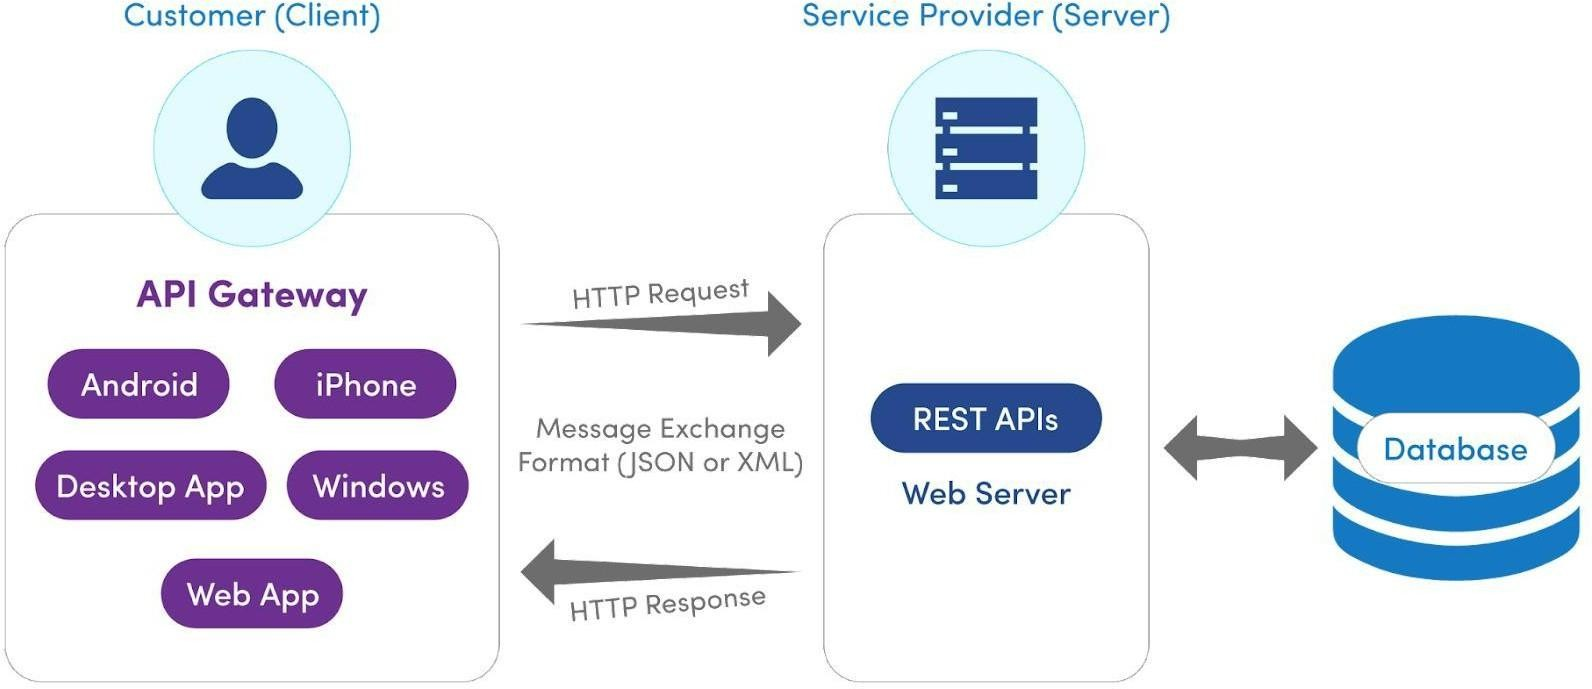 Customer (Client)
Service Provider (Server)
API Gateway
Android
iPhone
Desktop App
Windows
Web App
HTTP Request
Message Exchange
Format (JSON or XML)
HTTP Response
REST APIs
Web Server
Database